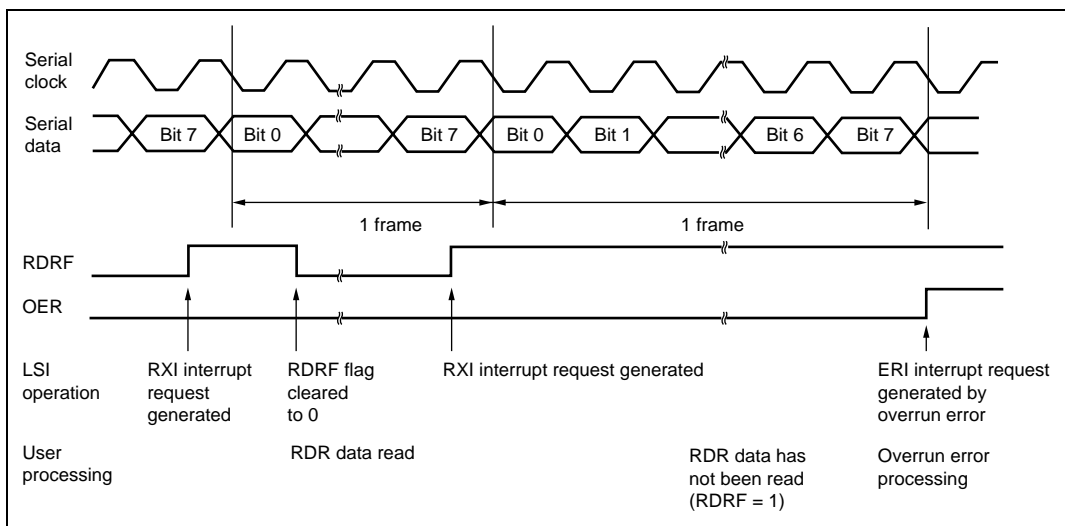 Serial
clock
Serial
data
Bit 7
Bit 0
Bit 7
Bit 0
Bit 1
Bit 6
Bit 7
1 frame
1 frame
RDRF
OER
LSI
operation
RXI interrupt
request
generated
RDRF flag
cleared
to 0
RXI interrupt request generated
ERI interrupt request
generated by
overrun error
User
processing
RDR data read
RDR data has
not been read
(RDRF = 1)
Overrun error
processing